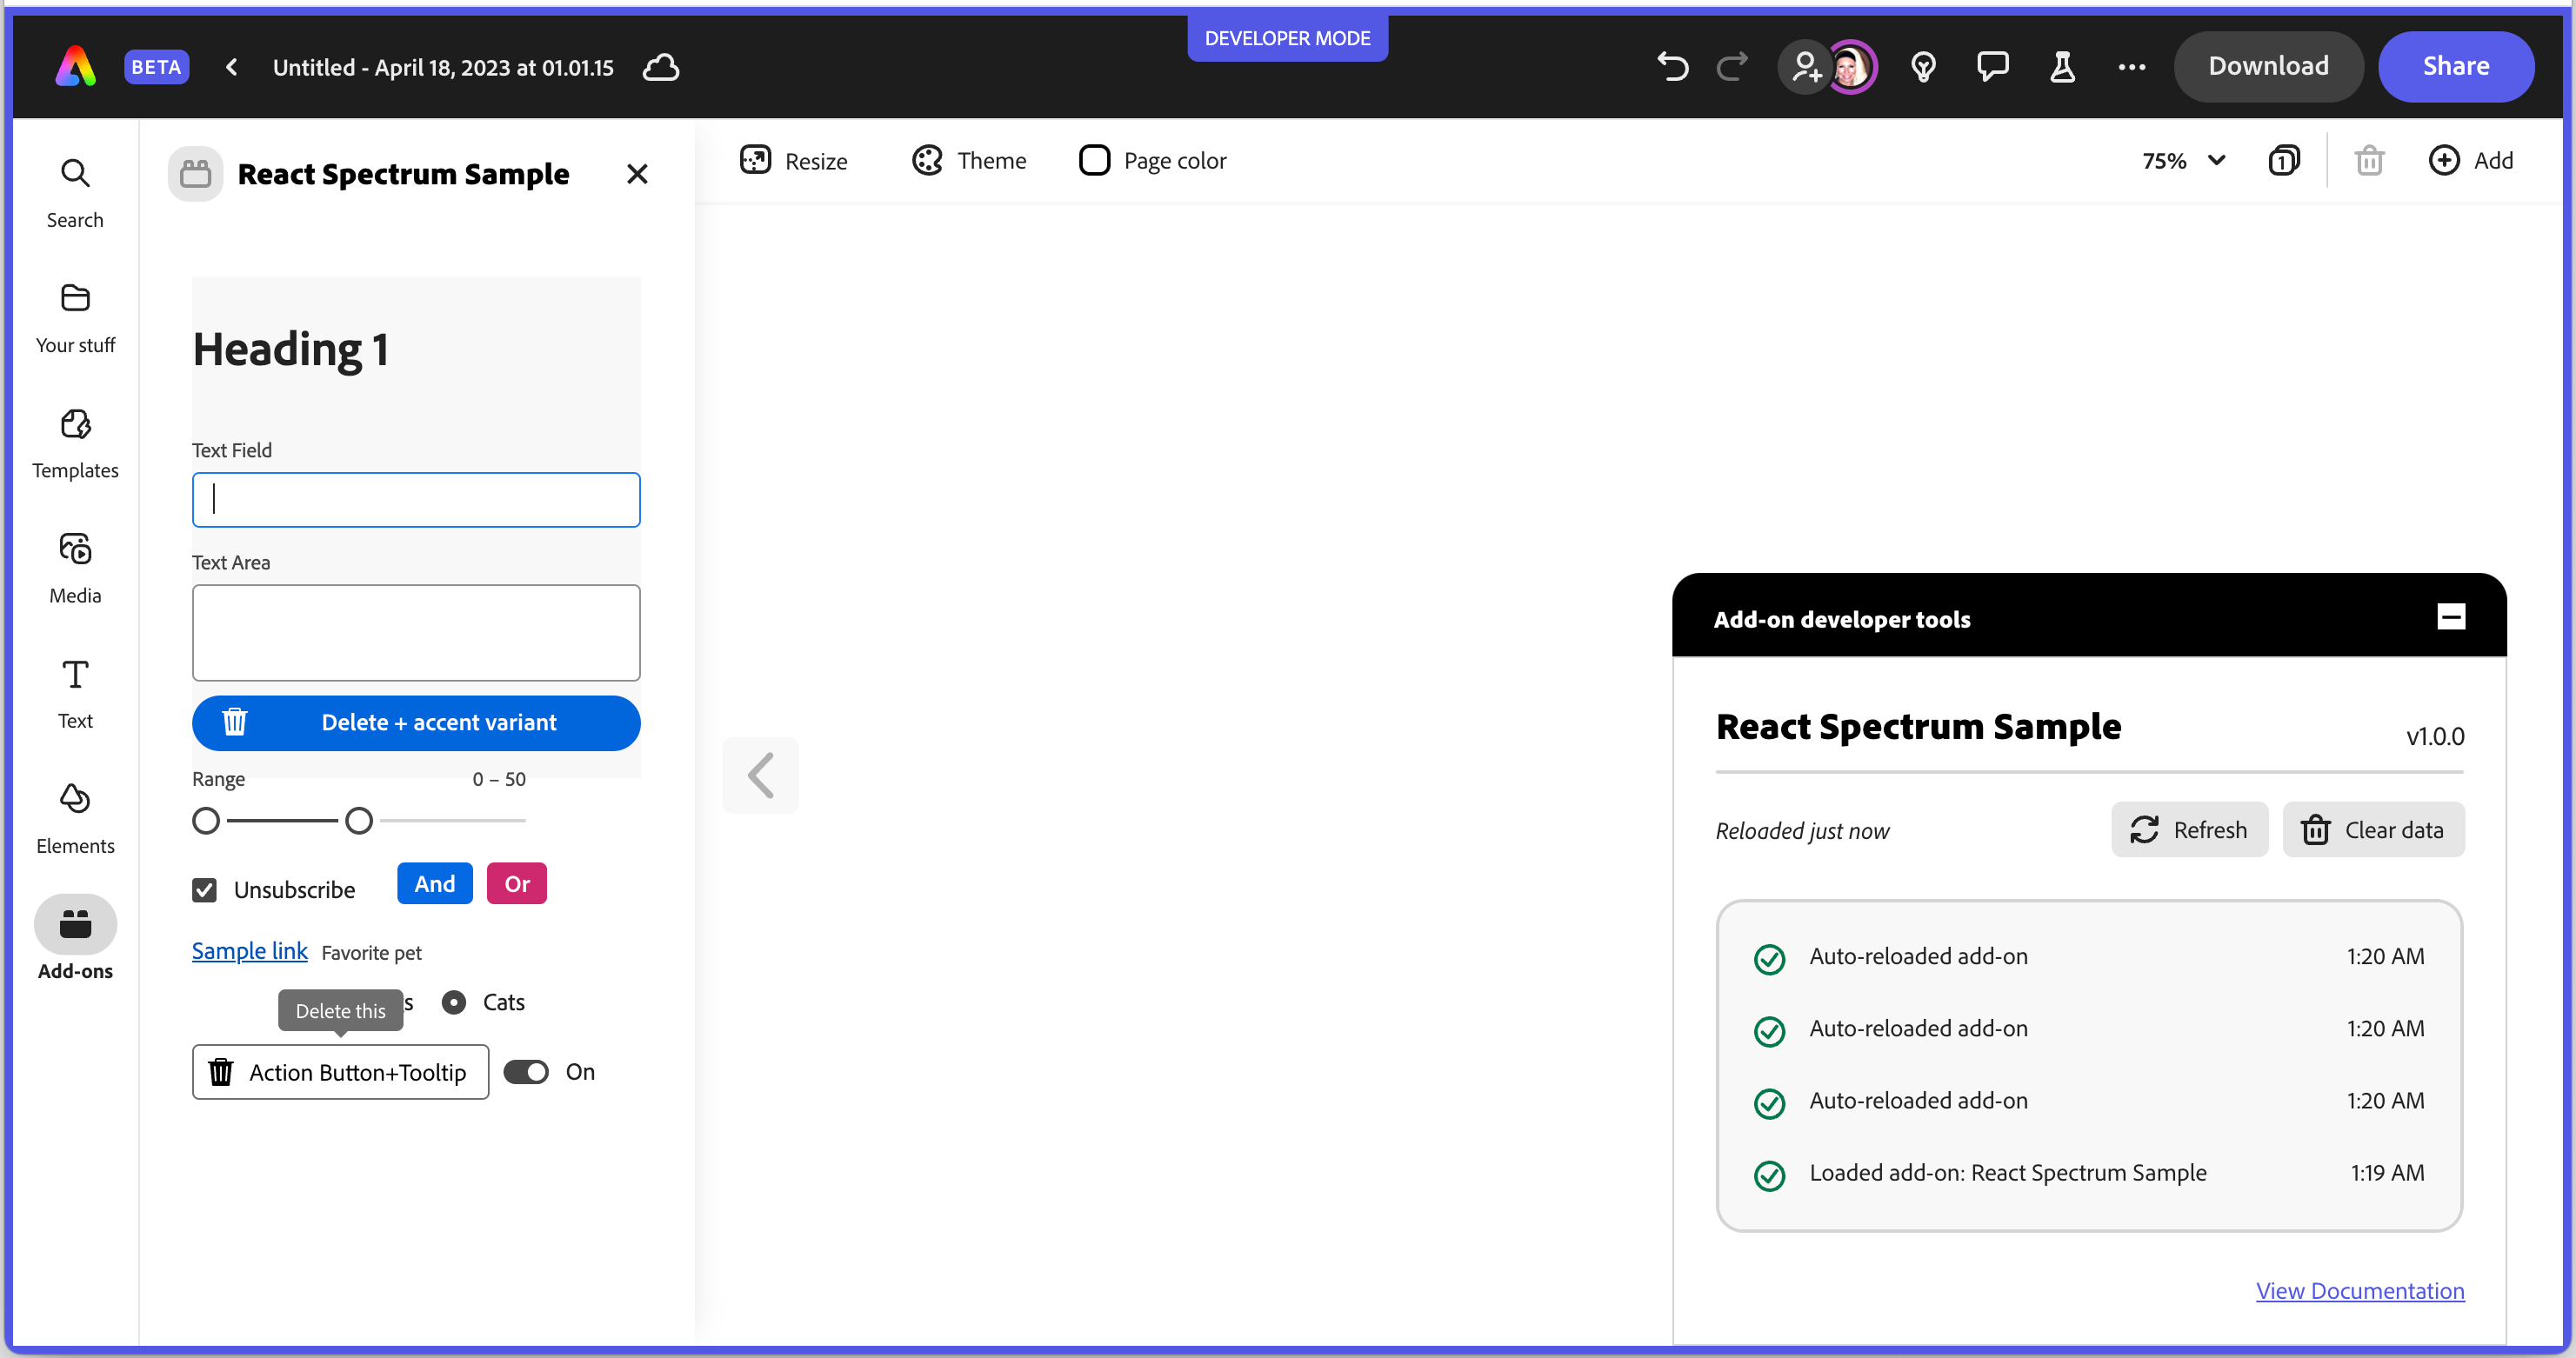 DEVELOPER MODE
BETA
Untitled - April 18, 2023 at 01.01.15
Download
Share
Search
Your stuff
Templates
Media
Text
Elements
Add-ons
React Spectrum Sample
Resize
Theme
Page color
75%
1
Add
Heading 1
Text Field
Text Area
Delete + accent variant
Range 0 – 50
Unsubscribe
And
Or
Sample link
Favorite pet
s
Cats
Delete this
Action Button+Tooltip
On
Add-on developer tools
React Spectrum Sample
v1.0.0
Reloaded just now
Refresh
Clear data
Auto-reloaded add-on 1:20 AM
Auto-reloaded add-on 1:20 AM
Auto-reloaded add-on 1:20 AM
Loaded add-on: React Spectrum Sample 1:19 AM
View Documentation